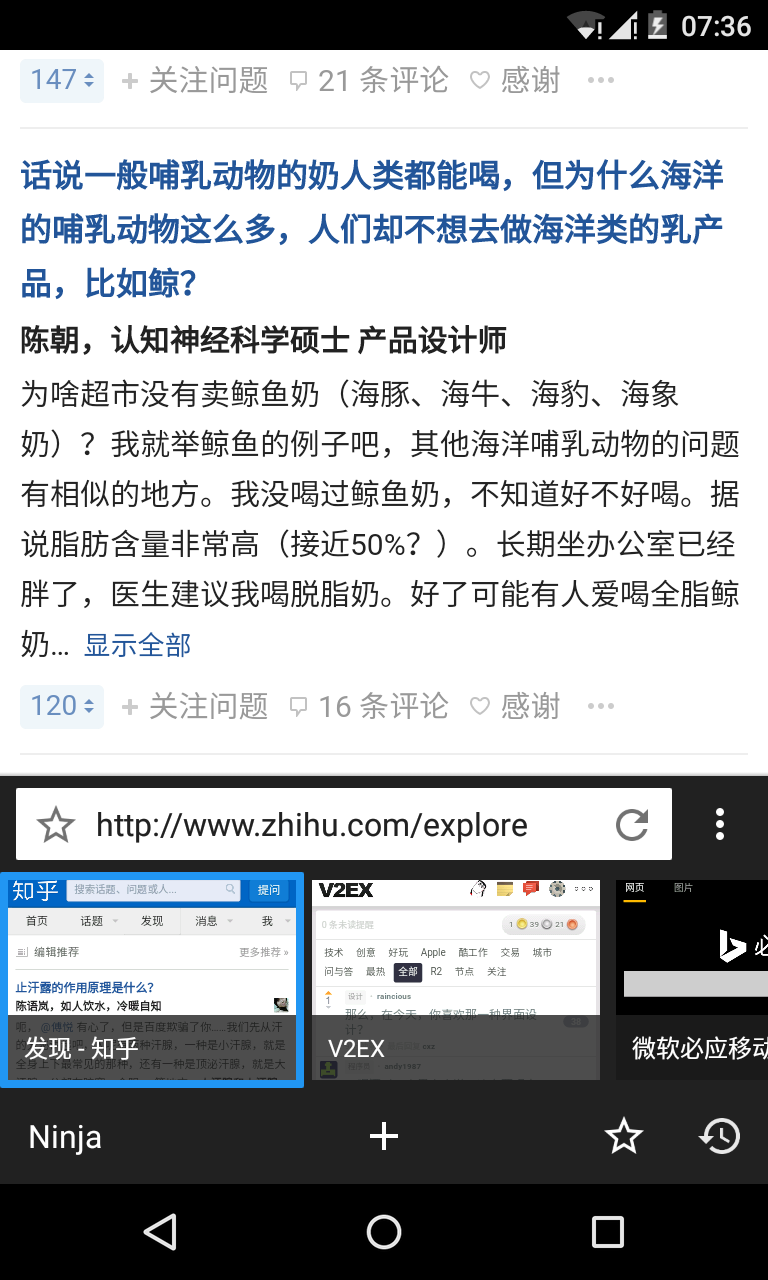 07:36
147 关注问题 21 条评论 感谢
话说一般哺乳动物的奶人类都能喝，但为什么海洋
的哺乳动物这么多，人们却不想去做海洋类的乳产
品，比如鲸？
陈朝，认知神经科学硕士 产品设计师
为啥超市没有卖鲸鱼奶（海豚、海牛、海豹、海象
奶）？我就举鲸鱼的例子吧，其他海洋哺乳动物的问题
有相似的地方。我没喝过鲸鱼奶，不知道好不好喝。据
说脂肪含量非常高（接近50%？）。长期坐办公室已经
胖了，医生建议我喝脱脂奶。好了可能有人爱喝全脂鲸
奶... 显示全部
120 关注问题 16 条评论 感谢
http://www.zhihu.com/explore
知乎 搜索话题、问题或人... 提问
首页 话题 发现 消息 我
编辑推荐 更多推荐 »
止汗露的作用原理是什么？
陈语岚，如人饮水，冷暖自知
发现 - 知乎
V2EX
0 条未读提醒 1 39 21
技术 创意 好玩 Apple 酷工作 交易 城市
问与答 最热 全部 R2 节点 关注
1 设计 · raincious
那么，在今天，你喜欢那一种界面设
计？
andy1987
V2EX
网页 图片
必
微软必应移动
Ninja